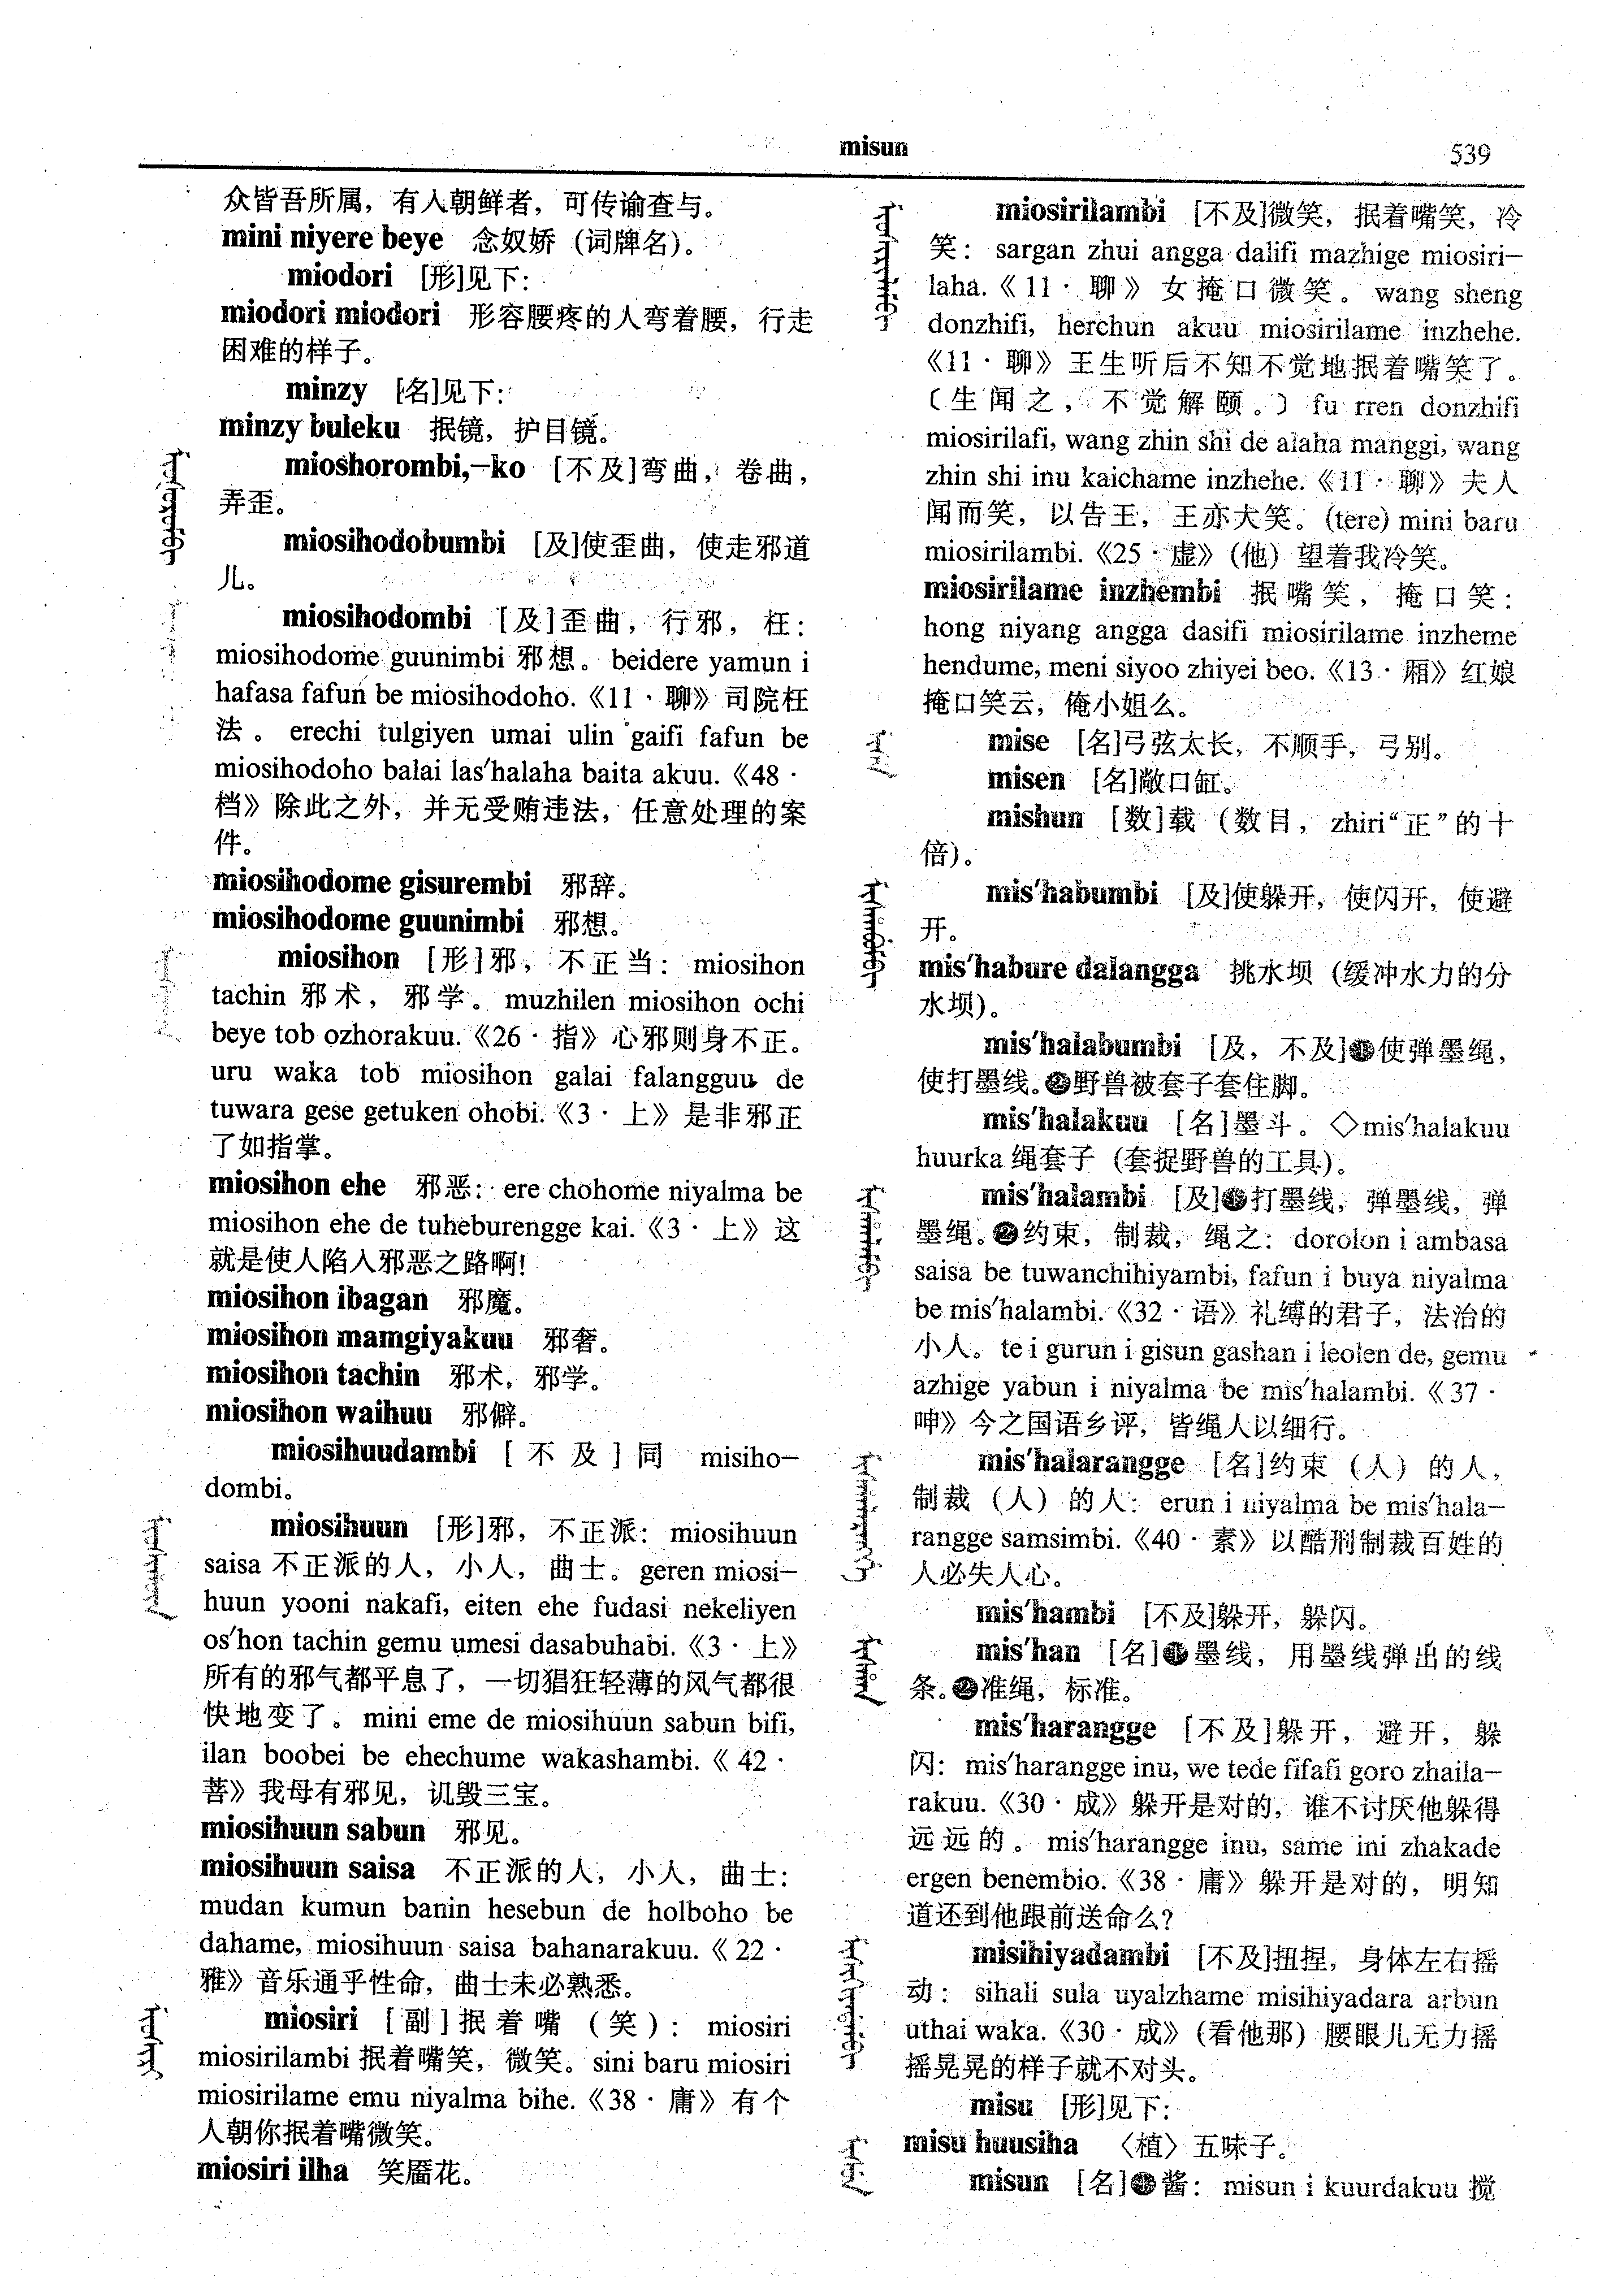 misun
539
众皆吾所属，有人朝鲜者，可传谕查与。
mini niyere beye 念奴娇（词牌名）。
miodori [形]见下：
miodori miodori 形容腰疼的人弯着腰，行走
困难的样子。
minzy [名]见下：
minzy buleku 抿镜，护目镜。
mioshorombi,—ko [不及]弯曲，卷曲，
弄歪。
miosihodobumbi [及]使歪曲，使走邪道
儿。
miosihodombi [及]歪曲，行邪，枉：
miosihodome guunimbi 邪想。beidere yamun i
hafasa fafun be miosihodoho.《11·聊》司院枉
法。erechi tulgiyen umai ulin gaifi fafun be
miosihodoho balai las'halaha baita akuu.《48·
档》除此之外，并无受贿违法，任意处理的案
件。
miosihodome gisurembi 邪辞。
miosihodome guunimbi 邪想。
miosihon [形]邪，不正当：miosihon
tachin 邪术，邪学。muzhilen miosihon ochi
beye tob ozhorakuu.《26·指》心邪则身不正。
uru waka tob miosihon galai falangguu de
tuwara gese getuken ohobi.《3·上》是非邪正
了如指掌。
miosihon ehe 邪恶：ere chohome niyalma be
miosihon ehe de tuheburengge kai.《3·上》这
就是使人陷入邪恶之路啊!
miosihon ibagan 邪魔。
miosihon mamgiyakuu 邪奢。
miosihon tachin 邪术，邪学。
miosihon waihuu 邪僻。
miosihuudambi [不及]同 misiho—
dombi。
miosihuun [形]邪，不正派：miosihuun
saisa 不正派的人，小人，曲士。geren miosi—
huun yooni nakafi, eiten ehe fudasi nekeliyen
os'hon tachin gemu umesi dasabuhabi.《3·上》
所有的邪气都平息了，一切猖狂轻薄的风气都很
快地变了。mini eme de miosihuun sabun bifi,
ilan boobei be ehechume wakashambi.《42·
菩》我母有邪见，讥毁三宝。
miosihuun sabun 邪见。
miosihuun saisa 不正派的人，小人，曲士：
mudan kumun banin hesebun de holboho be
dahame, miosihuun saisa bahanarakuu.《22·
雅》音乐通乎性命，曲士未必熟悉。
miosiri [副]抿着嘴（笑）：miosiri
miosirilambi 抿着嘴笑，微笑。sini baru miosiri
miosirilame emu niyalma bihe.《38·庸》有个
人朝你抿着嘴微笑。
miosiri ilha 笑靥花。
miosirilambi [不及]微笑，抿着嘴笑，冷
笑：sargan zhui angga dalifi mazhige miosiri—
laha.《11·聊》女掩口微笑。wang sheng
donzhifi, herchun akuu miosirilame inzhehe.
《11·聊》王生听后不知不觉地抿着嘴笑了。
（生闻之，不觉解颐。）fu rren donzhifi
miosirilafi, wang zhin shi de alaha manggi, wang
zhin shi inu kaichame inzhehe.《11·聊》夫人
闻而笑，以告王，王亦大笑。(tere) mini baru
miosirilambi.《25·虚》（他）望着我冷笑。
miosirilame inzhembi 抿嘴笑，掩口笑：
hong niyang angga dasifi miosirilame inzheme
hendume, meni siyoo zhiyei beo.《13·厢》红娘
掩口笑云，俺小姐么。
mise [名]弓弦太长，不顺手，弓别。
misen [名]敞口缸。
mishun [数]载（数目，zhiri“正”的十
倍）。
mis'habumbi [及]使躲开，使闪开，使避
开。
mis'habure dalangga 挑水坝（缓冲水力的分
水坝）。
mis'halabumbi [及，不及]❶使弹墨绳，
使打墨线。❷野兽被套子套住脚。
mis'halakuu [名]墨斗。◇mis'halakuu
huurka 绳套子（套捉野兽的工具）。
mis'halambi [及]❶打墨线，弹墨线，弹
墨绳。❷约束，制裁，绳之：dorolon i ambasa
saisa be tuwanchihiyambi, fafun i buya niyalma
be mis'halambi.《32·语》礼缚的君子，法治的
小人。te i gurun i gisun gashan i leolen de, gemu
azhige yabun i niyalma be mis'halambi.《37·
呻》今之国语乡评，皆绳人以细行。
mis'halarangge [名]约束（人）的人，
制裁（人）的人：erun i niyalma be mis'hala—
rangge samsimbi.《40·素》以酷刑制裁百姓的
人必失人心。
mis'hambi [不及]躲开，躲闪。
mis'han [名]❶墨线，用墨线弹出的线
条。❷准绳，标准。
mis'harangge [不及]躲开，避开，躲
闪：mis'harangge inu, we tede fifafi goro zhaila—
rakuu.《30·成》躲开是对的，谁不讨厌他躲得
远远的。mis'harangge inu, same ini zhakade
ergen benembio.《38·庸》躲开是对的，明知
道还到他跟前送命么?
misihiyadambi [不及]扭捏，身体左右摇
动：sihali sula uyalzhame misihiyadara arbun
uthai waka.《30·成》（看他那）腰眼儿无力摇
摇晃晃的样子就不对头。
misu [形]见下：
misu huusiha 〈植〉五味子。
misun [名]❶酱：misun i kuurdakuu 搅